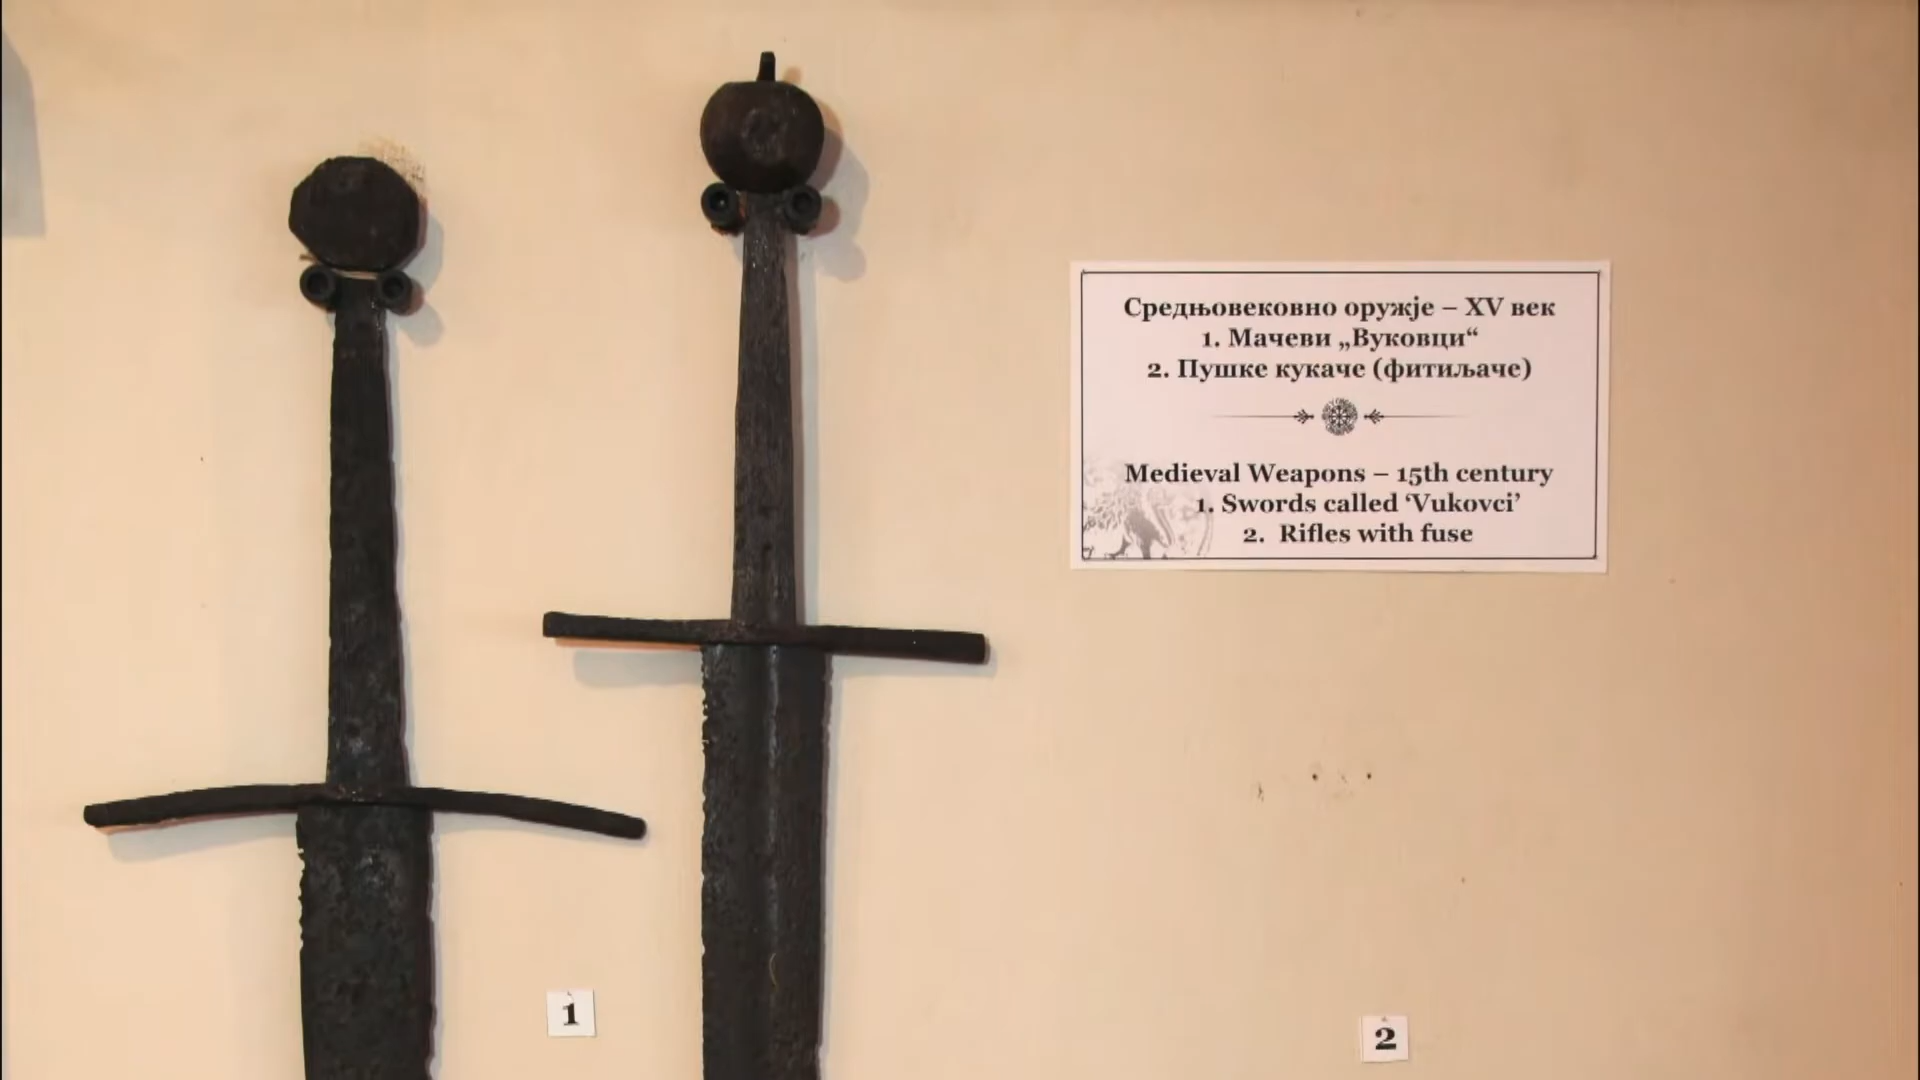 Средњовековно оружје – XV век
1. Мачеви „Вуковци“
2. Пушке кукаче (фитиљаче)
Medieval Weapons – 15th century
1. Swords called ‘Vukovci’
2. Rifles with fuse
1
2